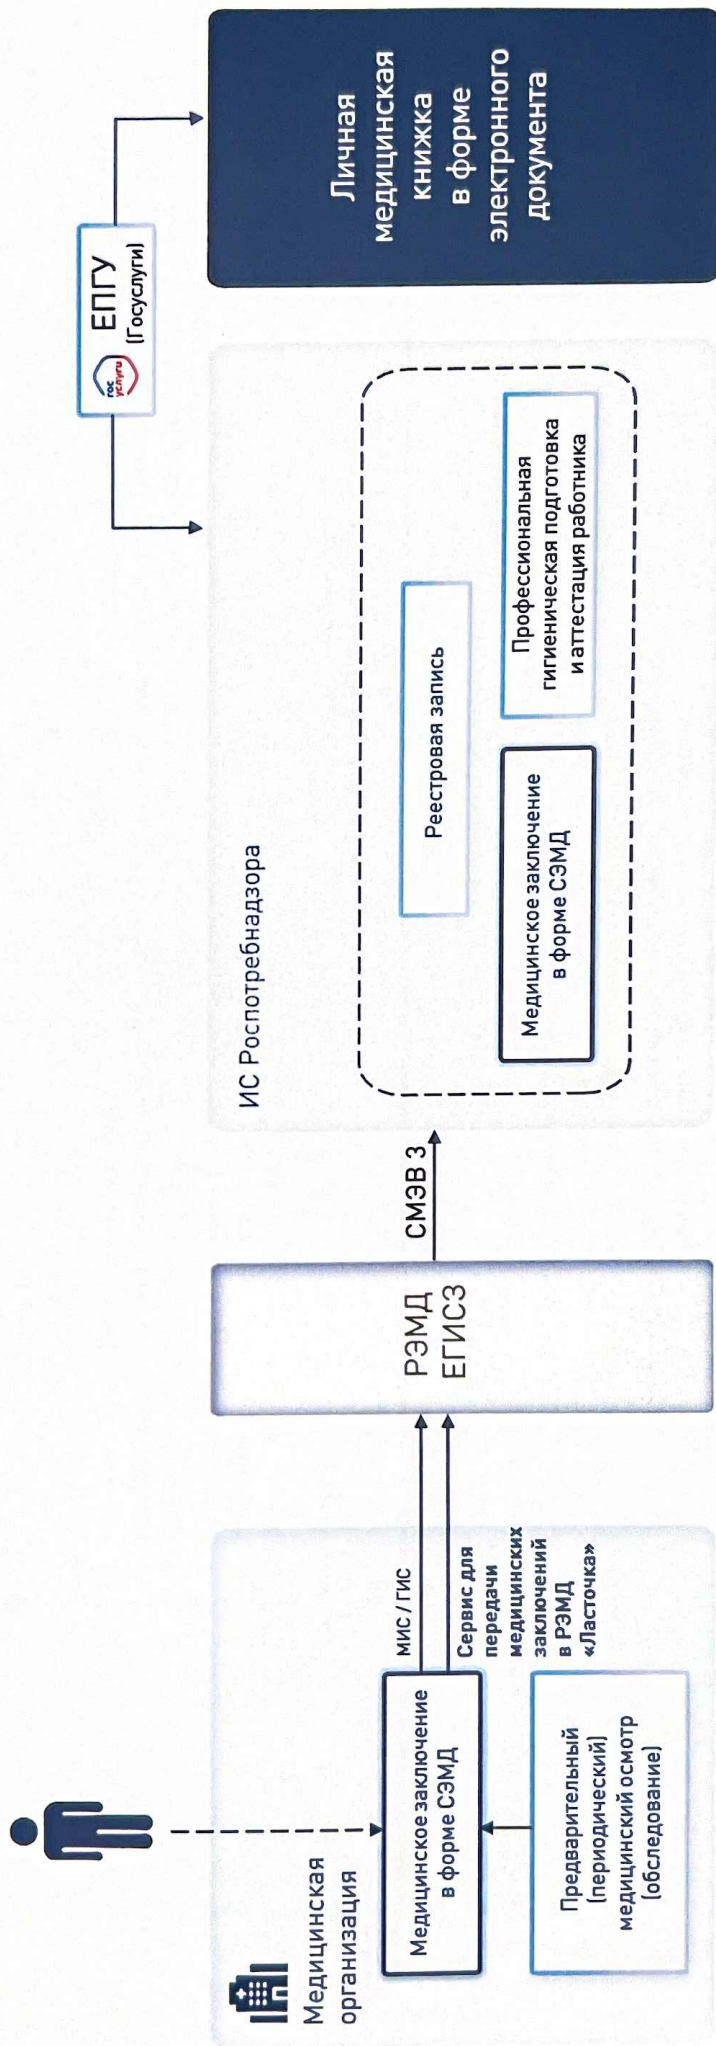 Медицинская
организация
Медицинское заключение
в форме СЭМД
Предварительный
(периодический)
медицинский осмотр
(обследование)
МИС / ГИС
Сервис для
передачи
медицинских
заключений
в РЭМД
«Ласточка»
РЭМД
ЕГИСЗ
СМЭВ 3
ИС Роспотребнадзора
Реестровая запись
Медицинское заключение
в форме СЭМД
Профессиональная
гигиеническая подготовка
и аттестация работника
гос
услуги
ЕПГУ
(Госуслуги)
Личная
медицинская
книжка
в форме
электронного
документа